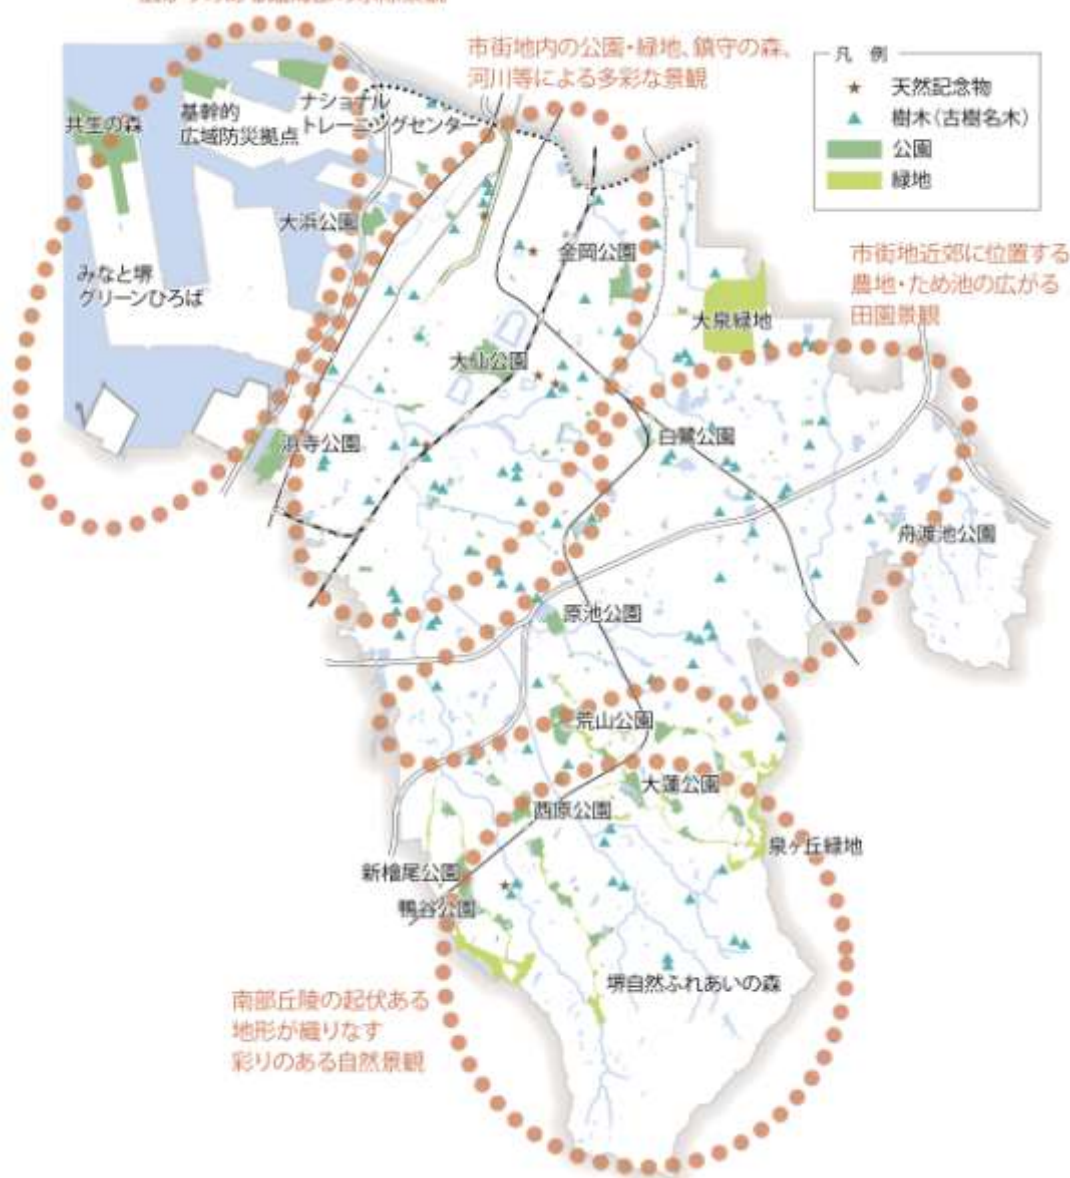 市街地内の公園・緑地、鎮守の森、
河川等による多彩な景観
凡 例
天然記念物
樹木(古樹名木)
公園
緑地
共生の森
基幹的
広域防災拠点
ナショナル
トレーニングセンター
大浜公園
金岡公園
みなと堺
グリーンひろば
市街地近郊に位置する
農地・ため池の広がる
田園景観
大泉緑地
大仙公園
浜寺公園
白鷺公園
舟渡池公園
原池公園
荒山公園
大蓮公園
西原公園
泉ヶ丘緑地
新檜尾公園
鴨谷公園
堺自然ふれあいの森
南部丘陵の起伏ある
地形が織りなす
彩りのある自然景観